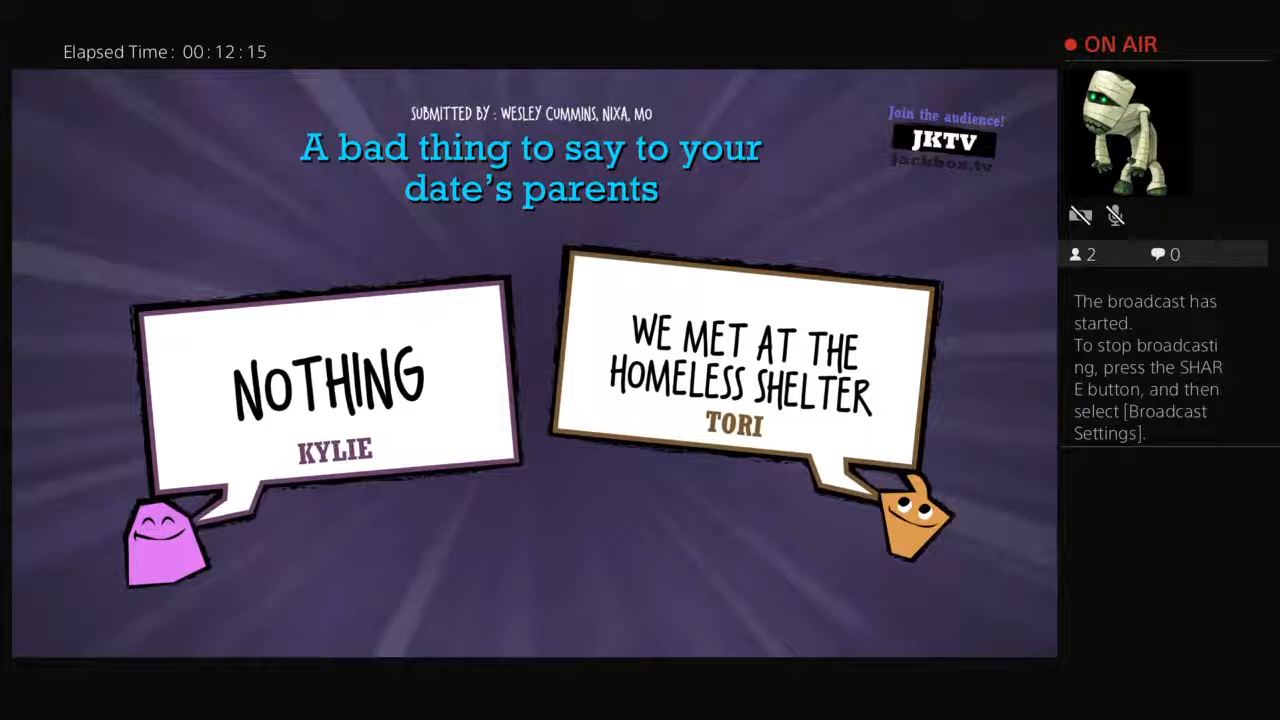 Elapsed Time: 00:12:15
ON AIR
SUBMITTED BY : WESLEY CUMMINS, NIXA, MO
A bad thing to say to your
date's parents
Join the audience!
JKTV
jackbox.tv
NOTHING
KYLIE
WE MET AT THE
HOMELESS SHELTER
TORI
2
0
The broadcast has
started.
To stop broadcasti
ng, press the SHAR
E button, and then
select [Broadcast
Settings].